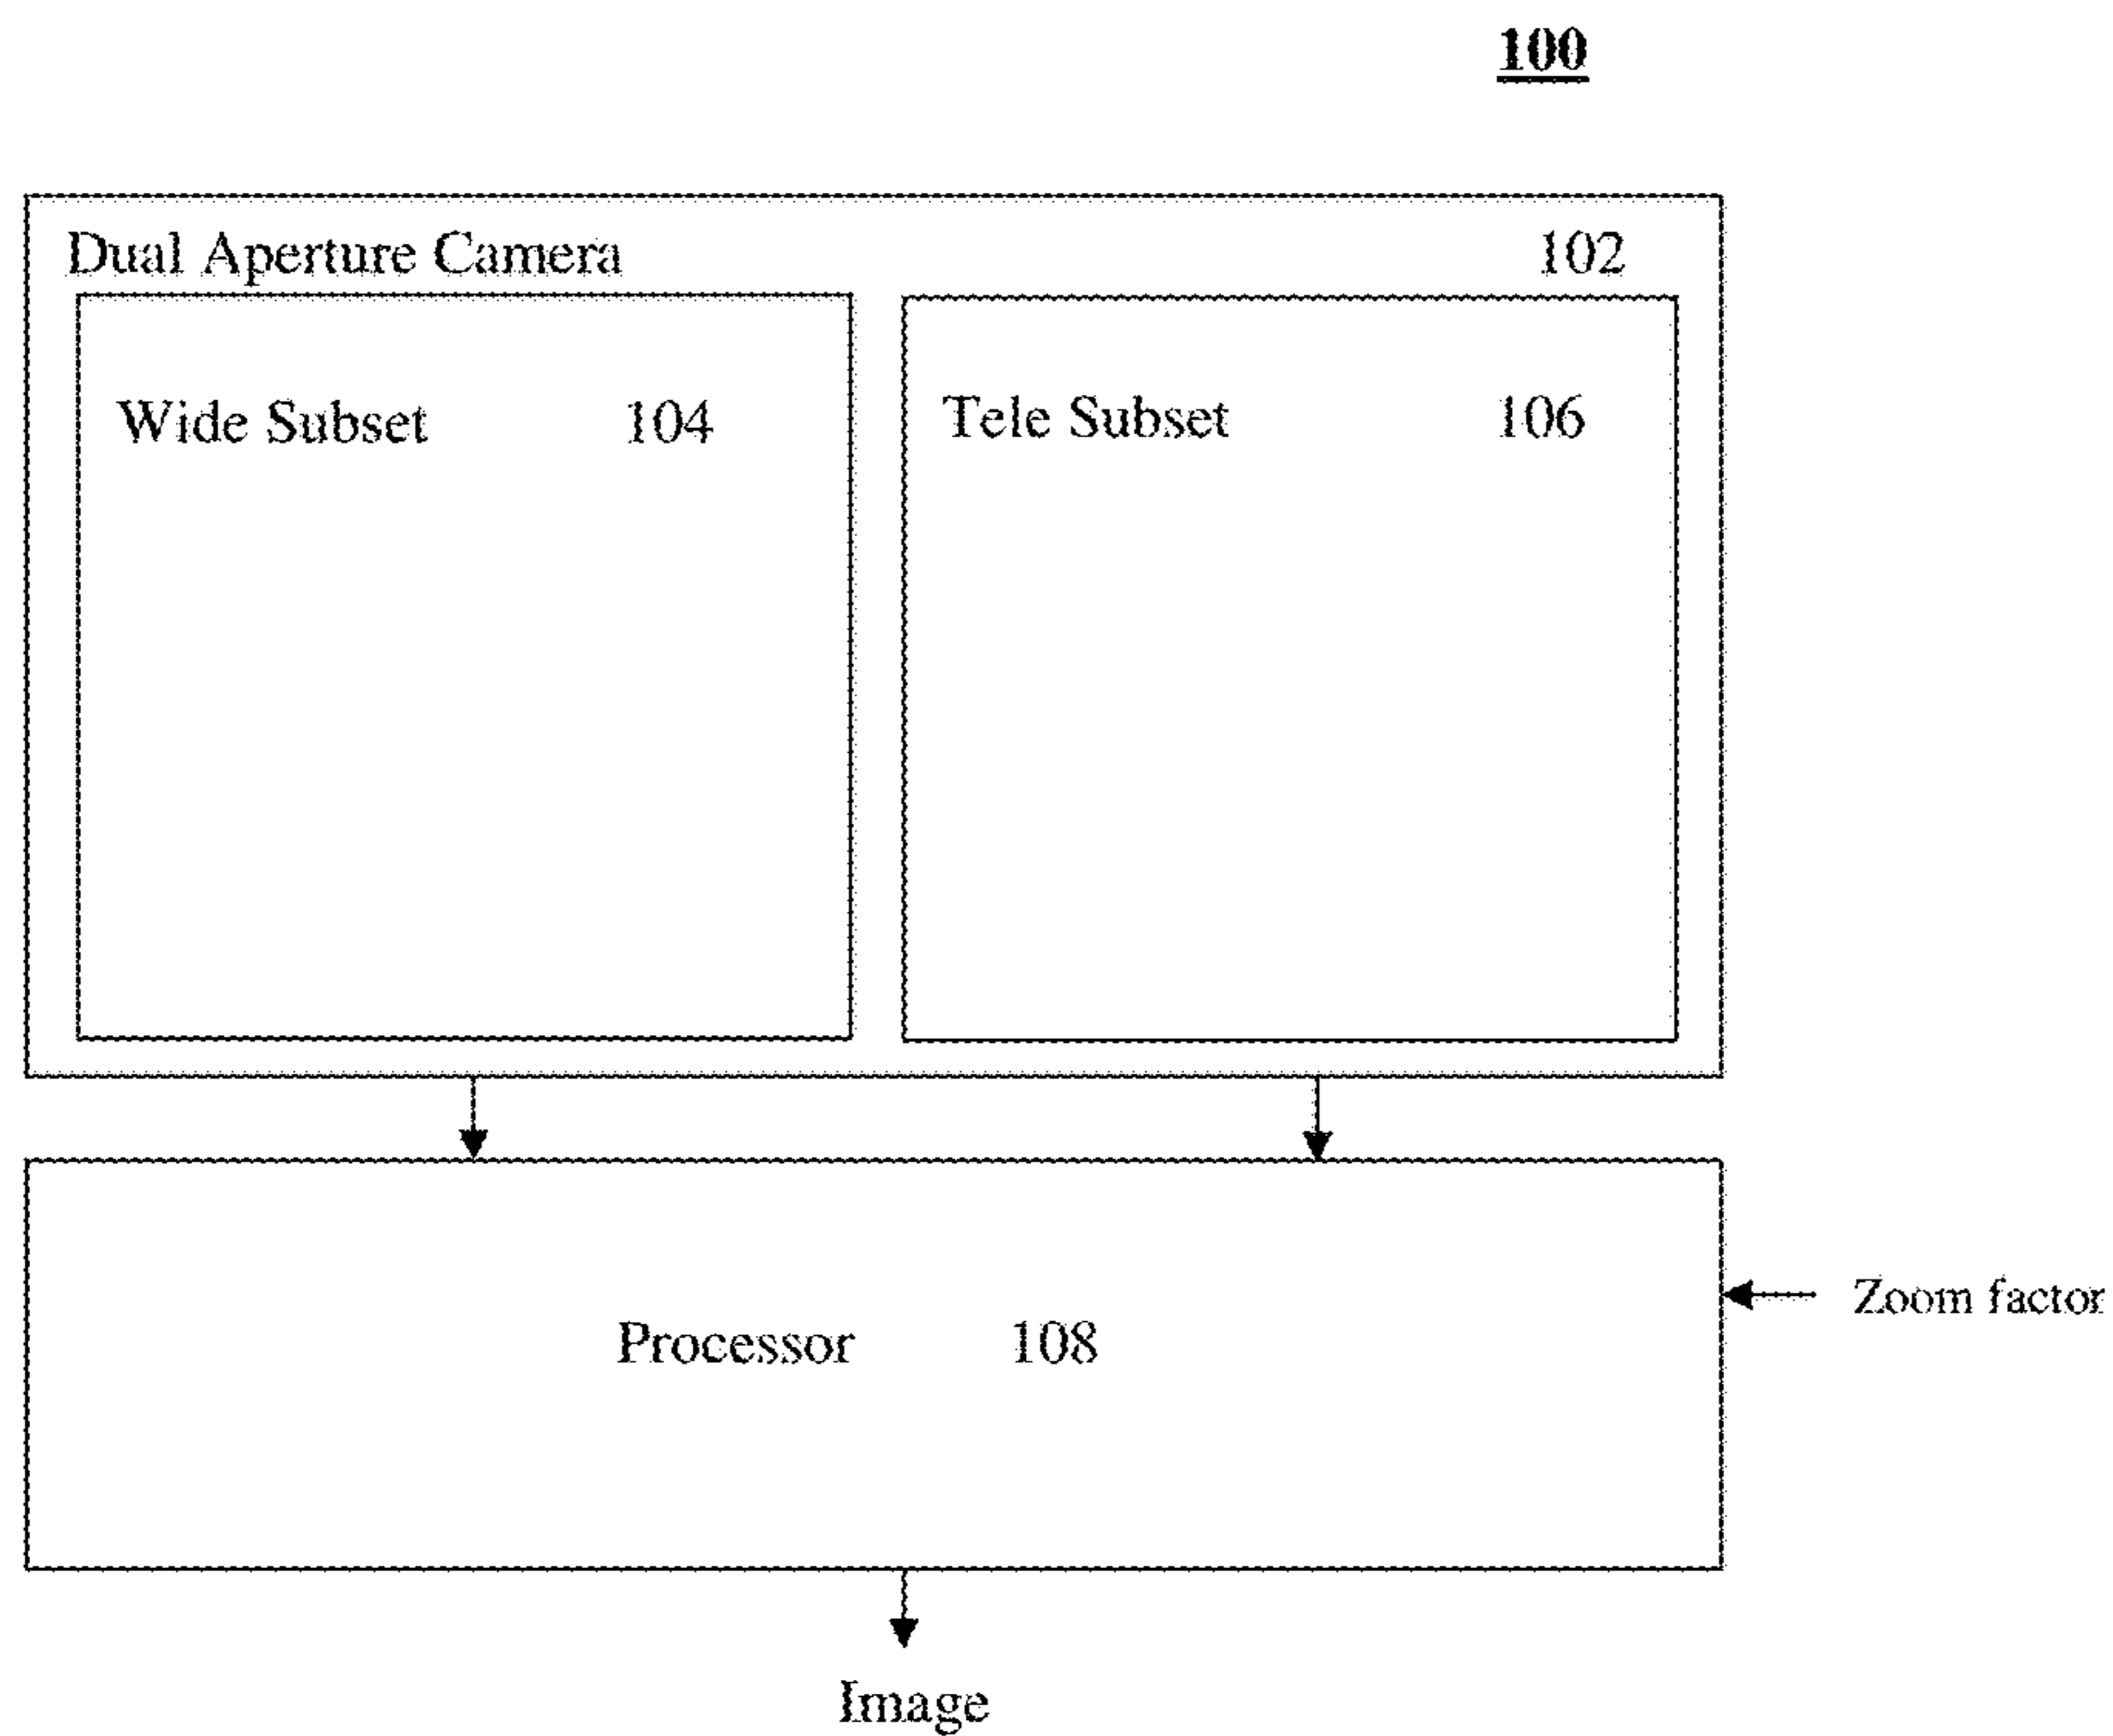 100
Dual Aperture Camera 102
Wide Subset 104
Tele Subset 106
Processor 108
Zoom factor
Image